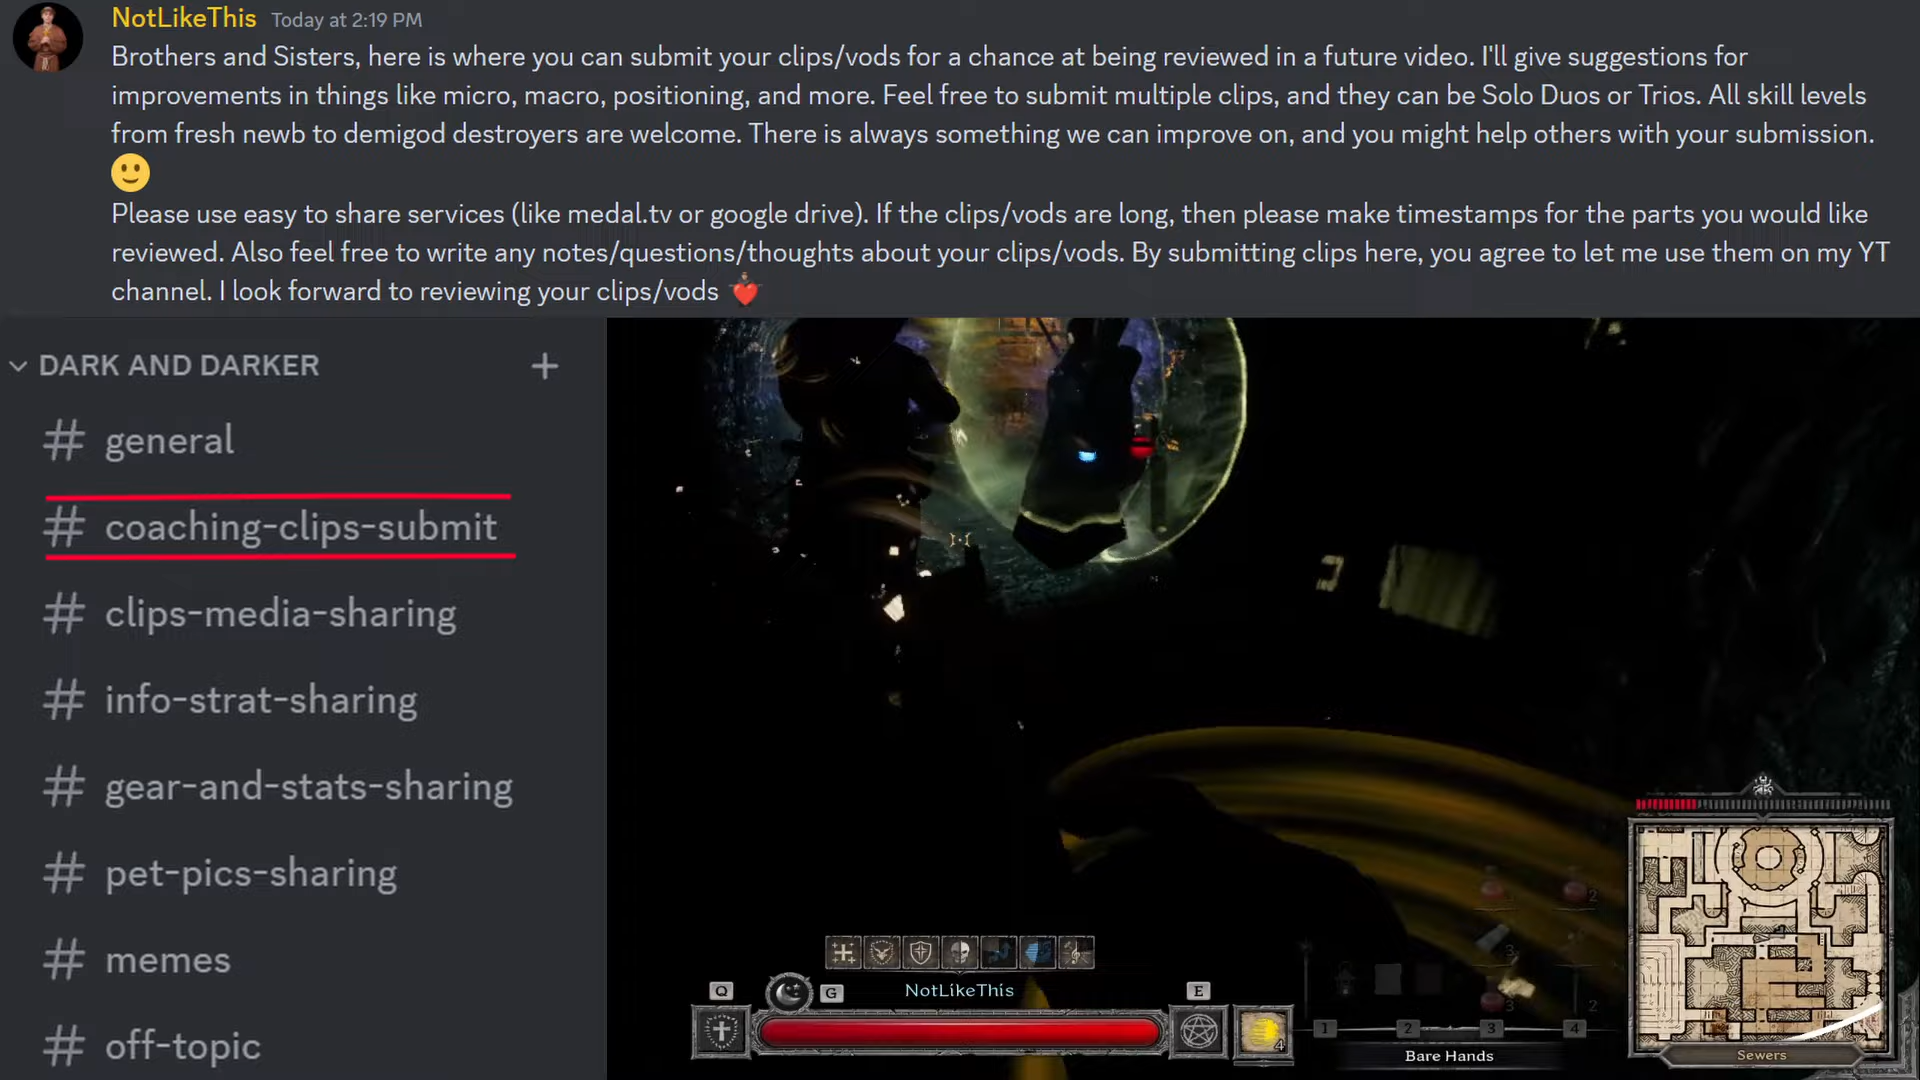 NotLikeThis Today at 2:19 PM
Brothers and Sisters, here is where you can submit your clips/vods for a chance at being reviewed in a future video. I'll give suggestions for
improvements in things like micro, macro, positioning, and more. Feel free to submit multiple clips, and they can be Solo Duos or Trios. All skill levels
from fresh newb to demigod destroyers are welcome. There is always something we can improve on, and you might help others with your submission.
Please use easy to share services (like medal.tv or google drive). If the clips/vods are long, then please make timestamps for the parts you would like
reviewed. Also feel free to write any notes/questions/thoughts about your clips/vods. By submitting clips here, you agree to let me use them on my YT
channel. I look forward to reviewing your clips/vods
DARK AND DARKER +
# general
# coaching-clips-submit
# clips-media-sharing
# info-strat-sharing
# gear-and-stats-sharing
# pet-pics-sharing
# memes
# off-topic
Q G NotLikeThis E
4
2
3
3 2
1 2 3 4
Bare Hands
Sewers